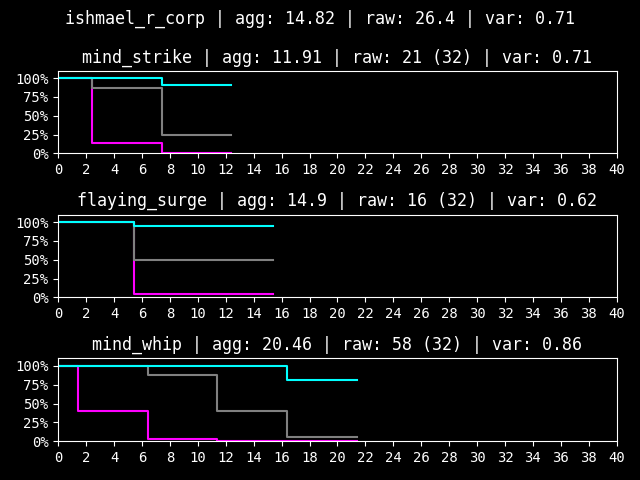 ishmael_r_corp | agg: 14.82 | raw: 26.4 | var: 0.71
mind_strike | agg: 11.91 | raw: 21 (32) | var: 0.71
100%
75%
50%
25%
0%
0 2 4 6 8 10 12 14 16 18 20 22 24 26 28 30 32 34 36 38 40
flaying_surge | agg: 14.9 | raw: 16 (32) | var: 0.62
100%
75%
50%
25%
0%
0 2 4 6 8 10 12 14 16 18 20 22 24 26 28 30 32 34 36 38 40
mind_whip | agg: 20.46 | raw: 58 (32) | var: 0.86
100%
75%
50%
25%
0%
0 2 4 6 8 10 12 14 16 18 20 22 24 26 28 30 32 34 36 38 40